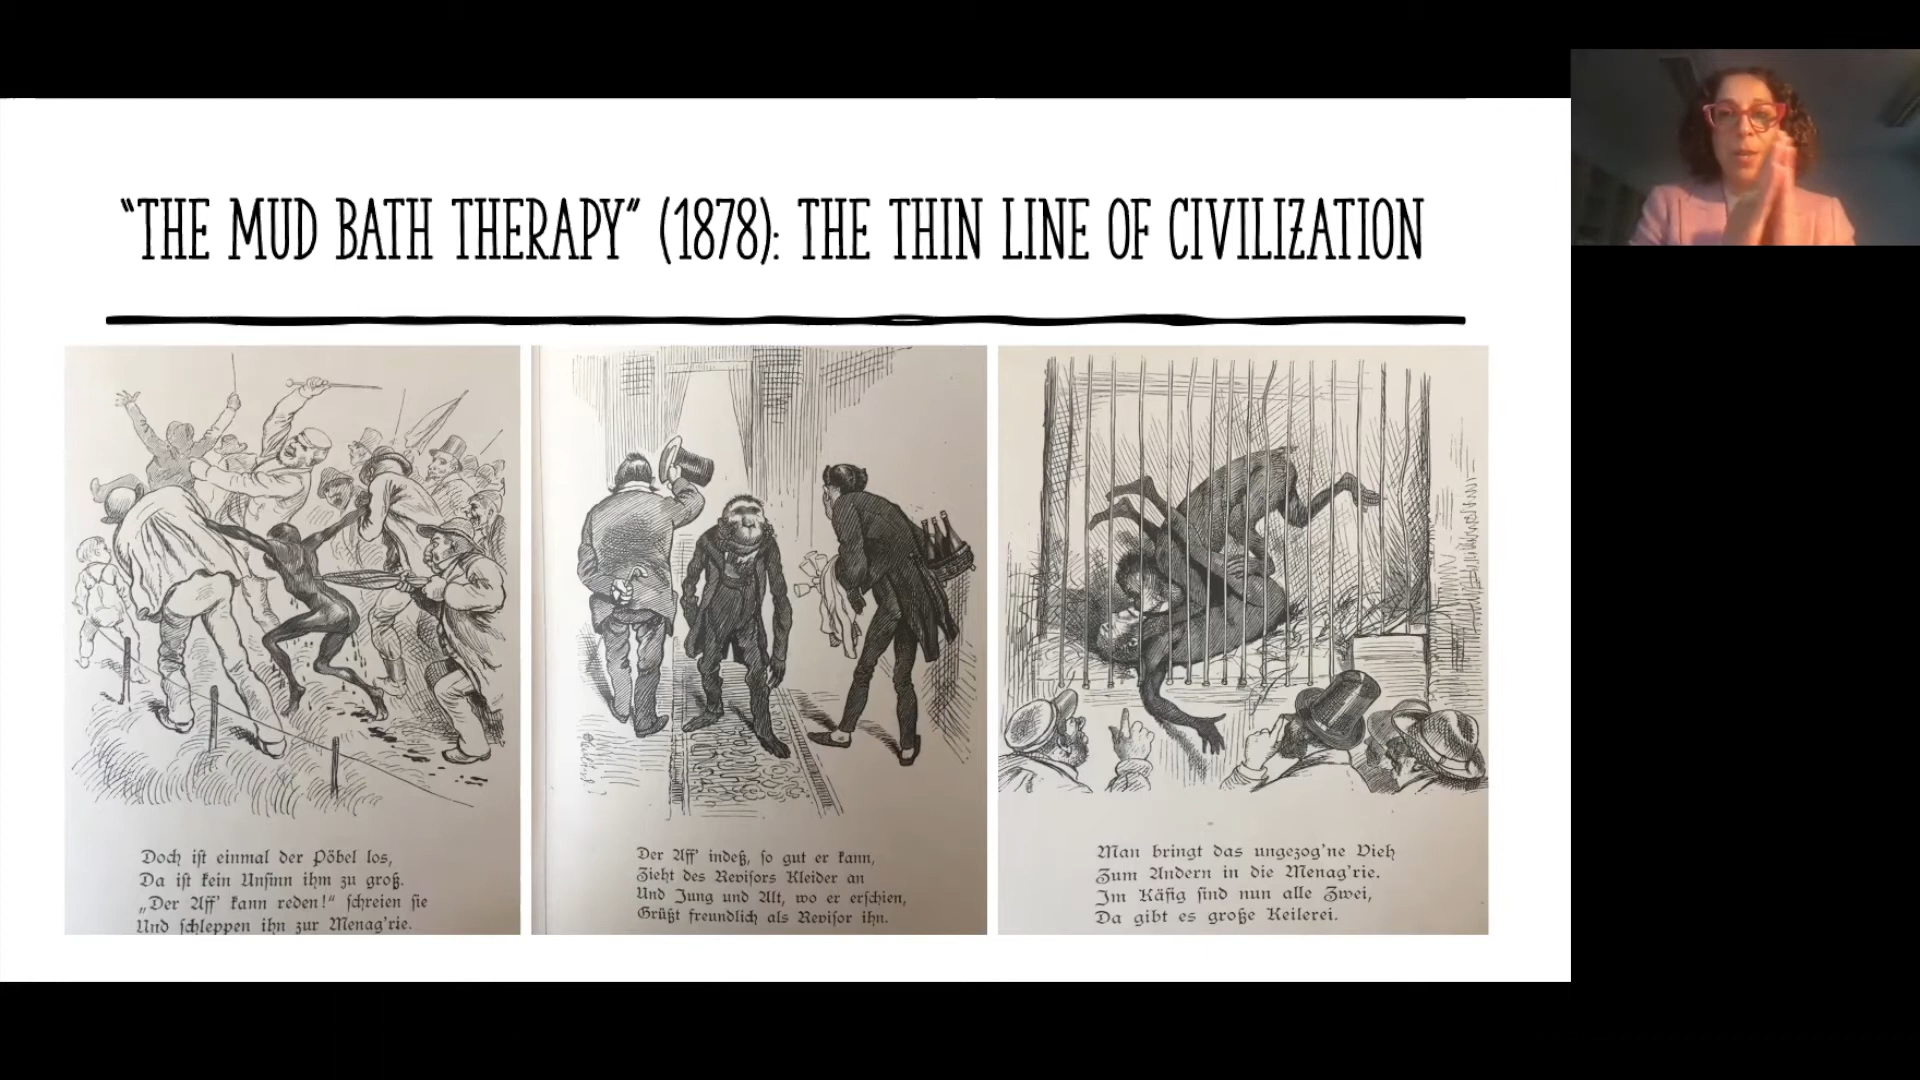 “THE MUD BATH THERAPY” (1878): THE THIN LINE OF CIVILIZATION
Doch ist einmal der Pöbel los,
Da ist kein Unsinn ihm zu groß.
„Der Aff’ kann reden!“ schreien sie
Und schleppen ihn zur Menag’rie.
Der Aff’ indeß, so gut er kann,
Zieht des Revisors Kleider an
Und Jung und Alt, wo er erschien,
Grüßt freundlich als Revisor ihn.
Man bringt das ungezog’ne Vieh
Zum Andern in die Menag’rie.
Im Käfig sind nun alle Zwei,
Da gibt es große Keilerei.